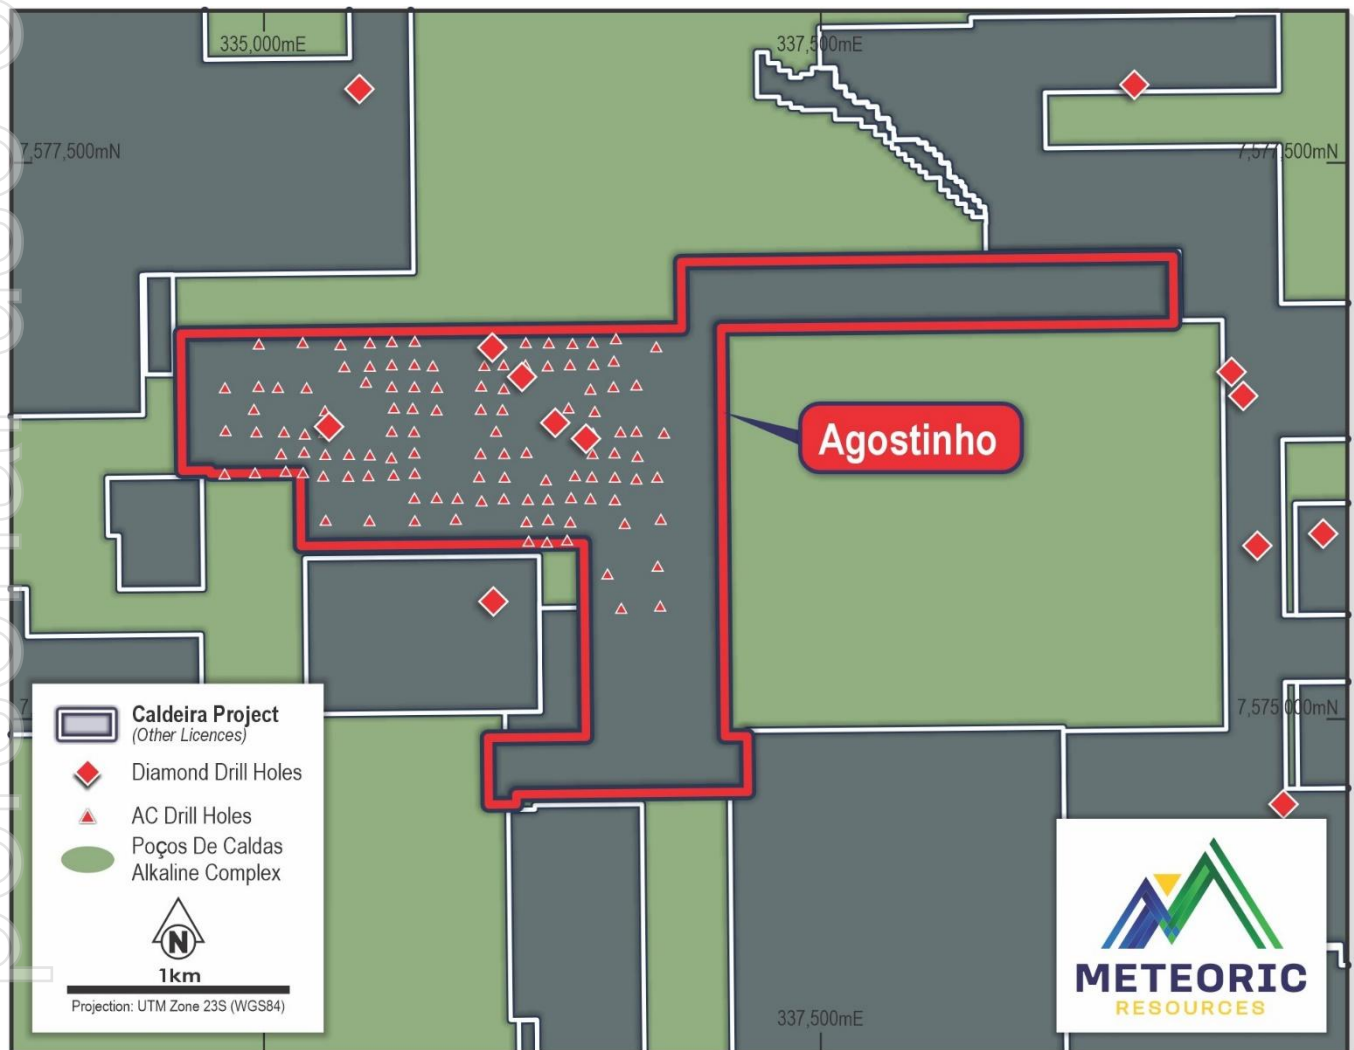 335,000mE
337,500mE
7,577,500mN
7,577,500mN
Agostinho
7,575,000mN
Caldeira Project
(Other Licences)
Diamond Drill Holes
AC Drill Holes
Poços De Caldas
Alkaline Complex
N
1km
Projection: UTM Zone 23S (WGS84)
337,500mE
METEORIC
RESOURCES